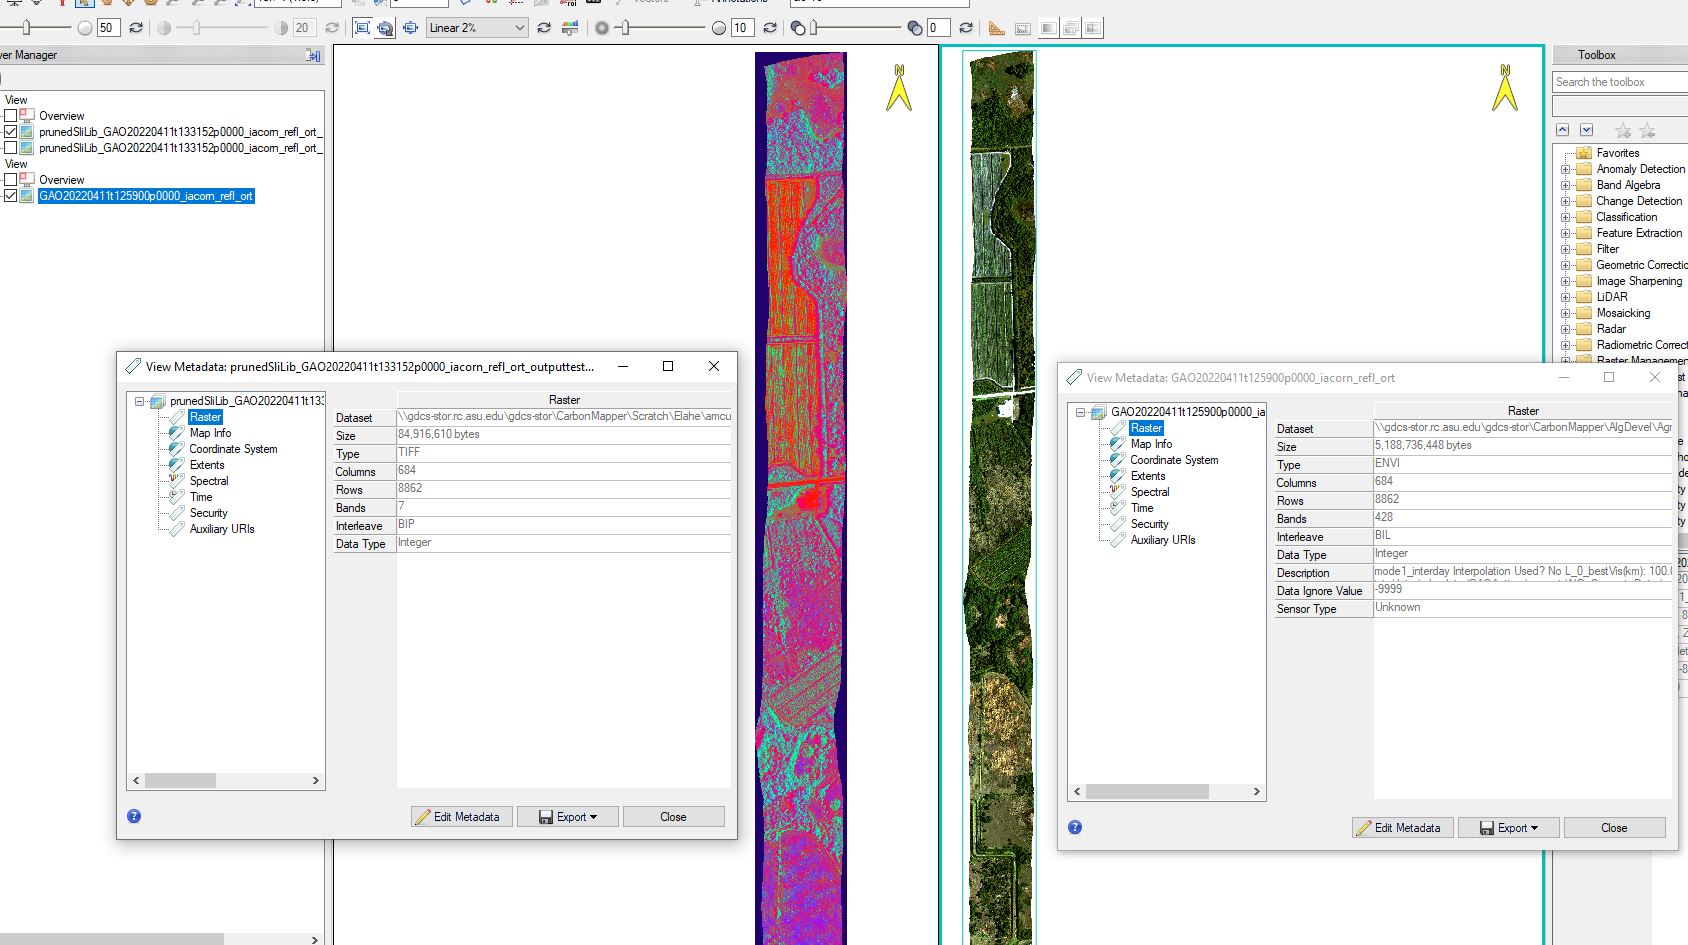 50
20
Linear 2%
10
0
ver Manager
View
Overview
prunedSliLib_GAO20220411t133152p0000_iacorn_refl_ort_
prunedSliLib_GAO20220411t133152p0000_iacorn_refl_ort_
View
Overview
GAO20220411t125900p0000_iacorn_refl_ort
N
N
Toolbox
Search the toolbox
Favorites
Anomaly Detection
Band Algebra
Change Detection
Classification
Feature Extraction
Filter
Geometric Correctio
Image Sharpening
LiDAR
Mosaicking
Radar
Radiometric Correct
Raster Management
View Metadata: prunedSliLib_GAO20220411t133152p0000_iacorn_refl_ort_outputtest...
prunedSliLib_GAO20220411t133
Raster
Map Info
Coordinate System
Extents
Spectral
Time
Security
Auxiliary URIs
Raster
Dataset \\gdcs-stor.rc.asu.edu\gdcs-stor\CarbonMapper\Scratch\Elahe\amcu
Size 84,916,610 bytes
Type TIFF
Columns 684
Rows 8862
Bands 7
Interleave BIP
Data Type Integer
Edit Metadata
Export
Close
View Metadata: GAO20220411t125900p0000_iacorn_refl_ort
GAO20220411t125900p0000_ia
Raster
Map Info
Coordinate System
Extents
Spectral
Time
Security
Auxiliary URIs
Raster
Dataset \\gdcs-stor.rc.asu.edu\gdcs-stor\CarbonMapper\AlgDevel\Agr
Size 5,188,736,448 bytes
Type ENVI
Columns 684
Rows 8862
Bands 428
Interleave BIL
Data Type Integer
Description mode1_interday Interpolation Used? No L_0_bestVis(km): 100.0
Data Ignore Value -9999
Sensor Type Unknown
Edit Metadata
Export
Close